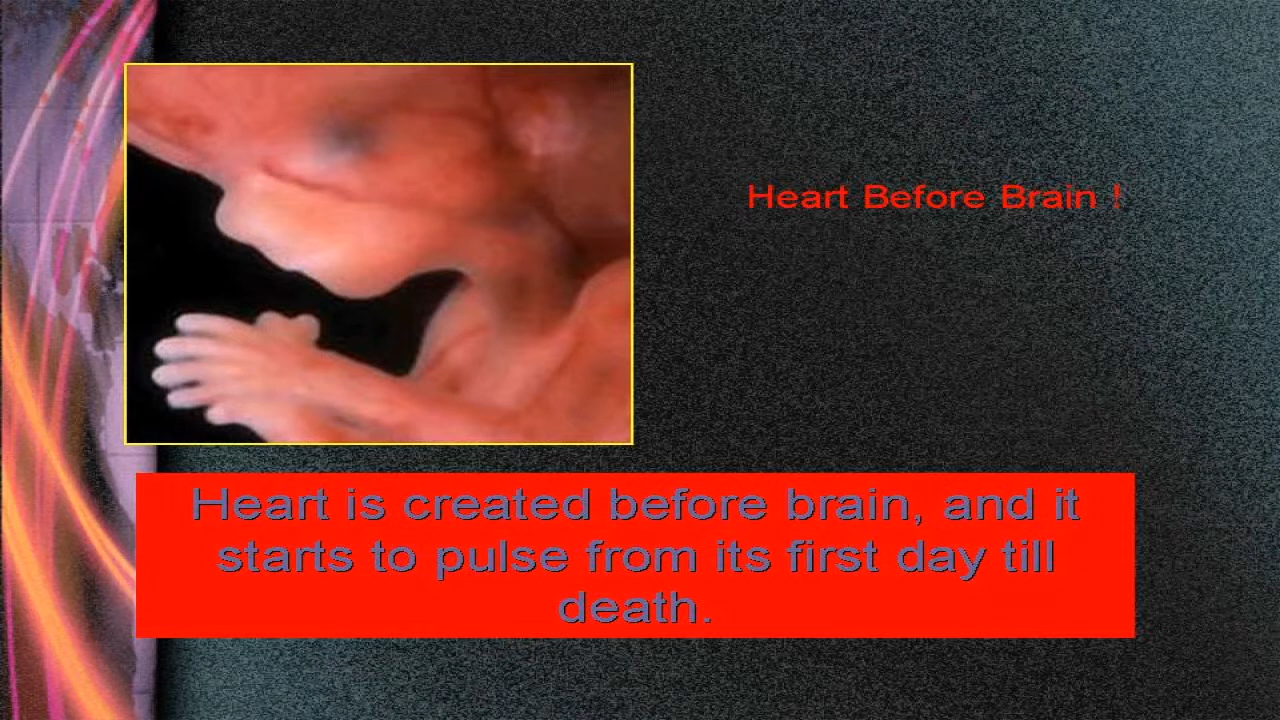 Heart Before Brain !
Heart is created before brain, and it
starts to pulse from its first day till
death.